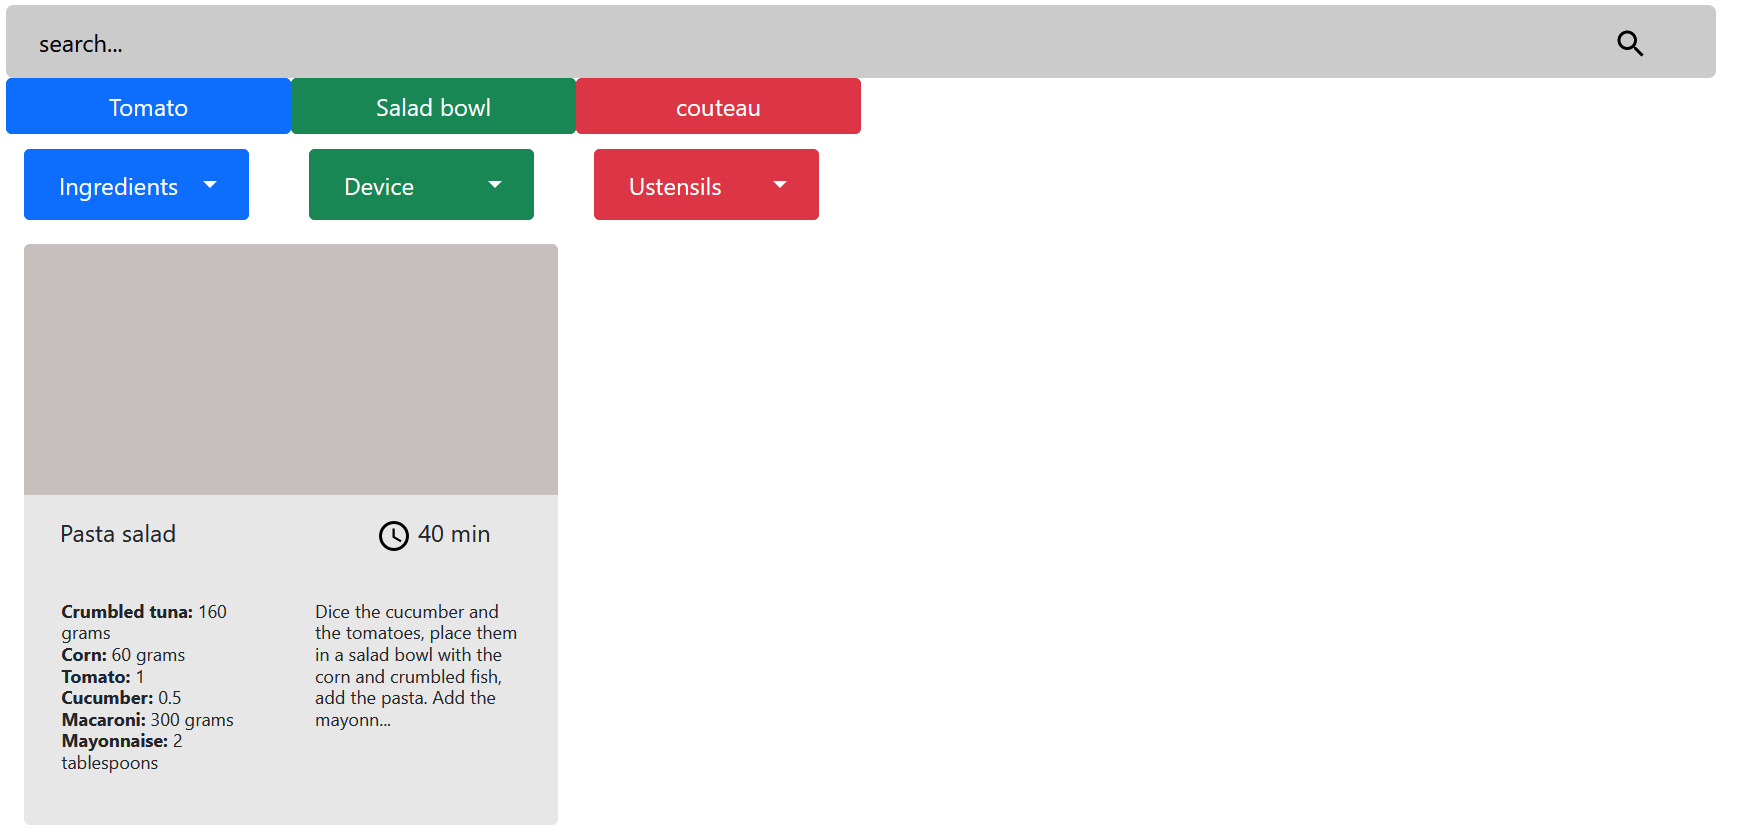 search...
Tomato
Salad bowl
couteau
Ingredients
Device
Ustensils
Pasta salad
40 min
Crumbled tuna: 160
grams
Corn: 60 grams
Tomato: 1
Cucumber: 0.5
Macaroni: 300 grams
Mayonnaise: 2
tablespoons
Dice the cucumber and
the tomatoes, place them
in a salad bowl with the
corn and crumbled fish,
add the pasta. Add the
mayonn...